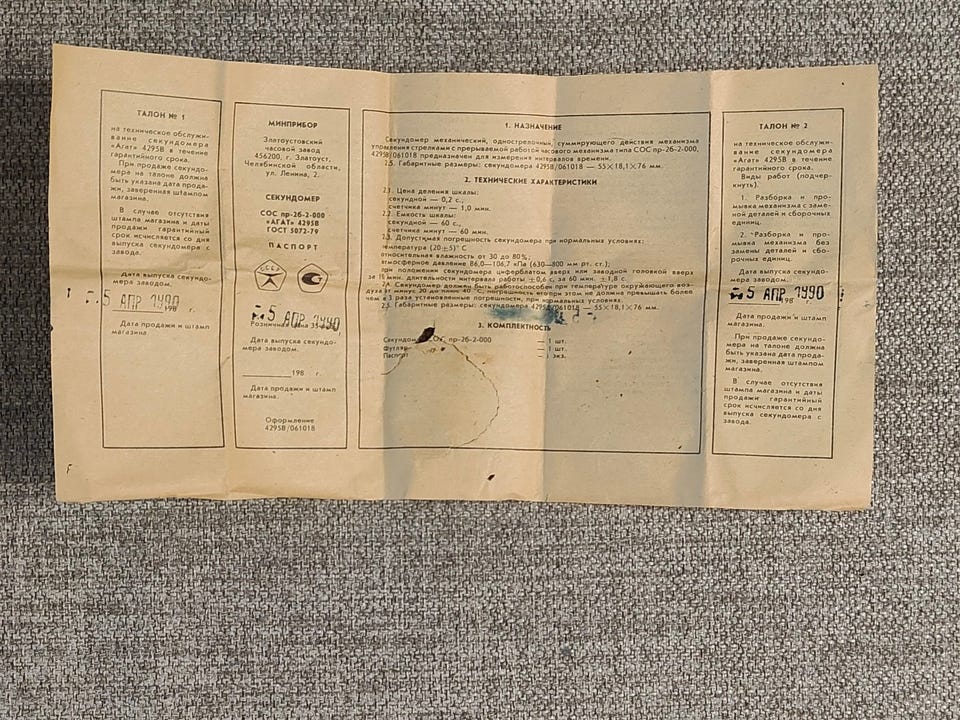 ТАЛОН № 1
на техническое обслужи-
вание секундомера
«Агат» 4295В в течение
гарантийного срока.
При продаже секундо-
мера на талоне должна
быть указана дата прода-
жи, заверенная штампом
магазина.
В случае отсутствия
штампа магазина и даты
продажи гарантийный
срок исчисляется со дня
выпуска секундомера с
завода.
Дата выпуска секундо-
мера заводом.
5 АПР 1990
198 г.
Дата продажи и штамп
магазина.
МИНПРИБОР
Златоустовский
часовой завод
456200, г. Златоуст,
Челябинской области,
ул. Ленина, 2.
СЕКУНДОМЕР
СОС пр-26-2-000
«АГАТ» 4295В
ГОСТ 5072-79
ПАСПОРТ
СССР
5 АПР 1990
Розничная цена
Дата выпуска секундо-
мера заводом.
198 г.
Дата продажи и штамп
магазина.
Оформление
4295В/061018
1. НАЗНАЧЕНИЕ
Секундомер механический, однострелочный, суммирующего действия механизма
управления стрелками с прерываемой работой часового механизма типа СОС пр-26-2-000,
4295В/061018 предназначен для измерения интервалов времени.
Габаритные размеры: секундомера 4295В/061018 — 55×18,1×76 мм.
2. ТЕХНИЧЕСКИЕ ХАРАКТЕРИСТИКИ
2.1. Цена деления шкалы:
секундной — 0,2 с.,
счетчика минут — 1,0 мин.
2.2. Емкость шкалы:
секундной — 60 с.,
счетчика минут — 60 мин.
2.3. Допустимая погрешность секундомера при нормальных условиях:
температура (20±5)° С
относительная влажность от 30 до 80%;
атмосферное давление 86,0—106,7 кПа (630—800 мм рт. ст.);
при положении секундомера циферблатом вверх или заводной головкой вверх
за 15 мин. длительности интервала работы ±0,6 с, за 60 мин. ±1,8 с.
2.4. Секундомер должен быть работоспособен при температуре окружающего воз-
духа от минус 20 до плюс 40 °С, погрешность его при этом не должна превышать более
чем в 3 раза установленные погрешности, при нормальных условиях.
2.5. Габаритные размеры: секундомера 4295В/061018 — 55×18,1×76 мм.
3. КОМПЛЕКТНОСТЬ
Секундомер СОС пр-26-2-000 — 1 шт.
футляр — 1 шт.
Паспорт — 1 экз.
ТАЛОН № 2
на техническое обслужи-
вание секундомера
«Агат» 4295В в течение
гарантийного срока.
Виды работ (подчер-
кнуть).
1. Разборка и про-
мывка механизма с заме-
ной деталей и сборочных
единиц.
2. Разборка и про-
мывка механизма без
замены деталей и сбо-
рочных единиц.
Дата выпуска секундо-
мера заводом.
5 АПР 1990
198
Дата продажи и штамп
магазина.
При продаже секундо-
мера на талоне должна
быть указана дата прода-
жи, заверенная штампом
магазина.
В случае отсутствия
штампа магазина и даты
продажи гарантийный
срок исчисляется со дня
выпуска секундомера с
завода.